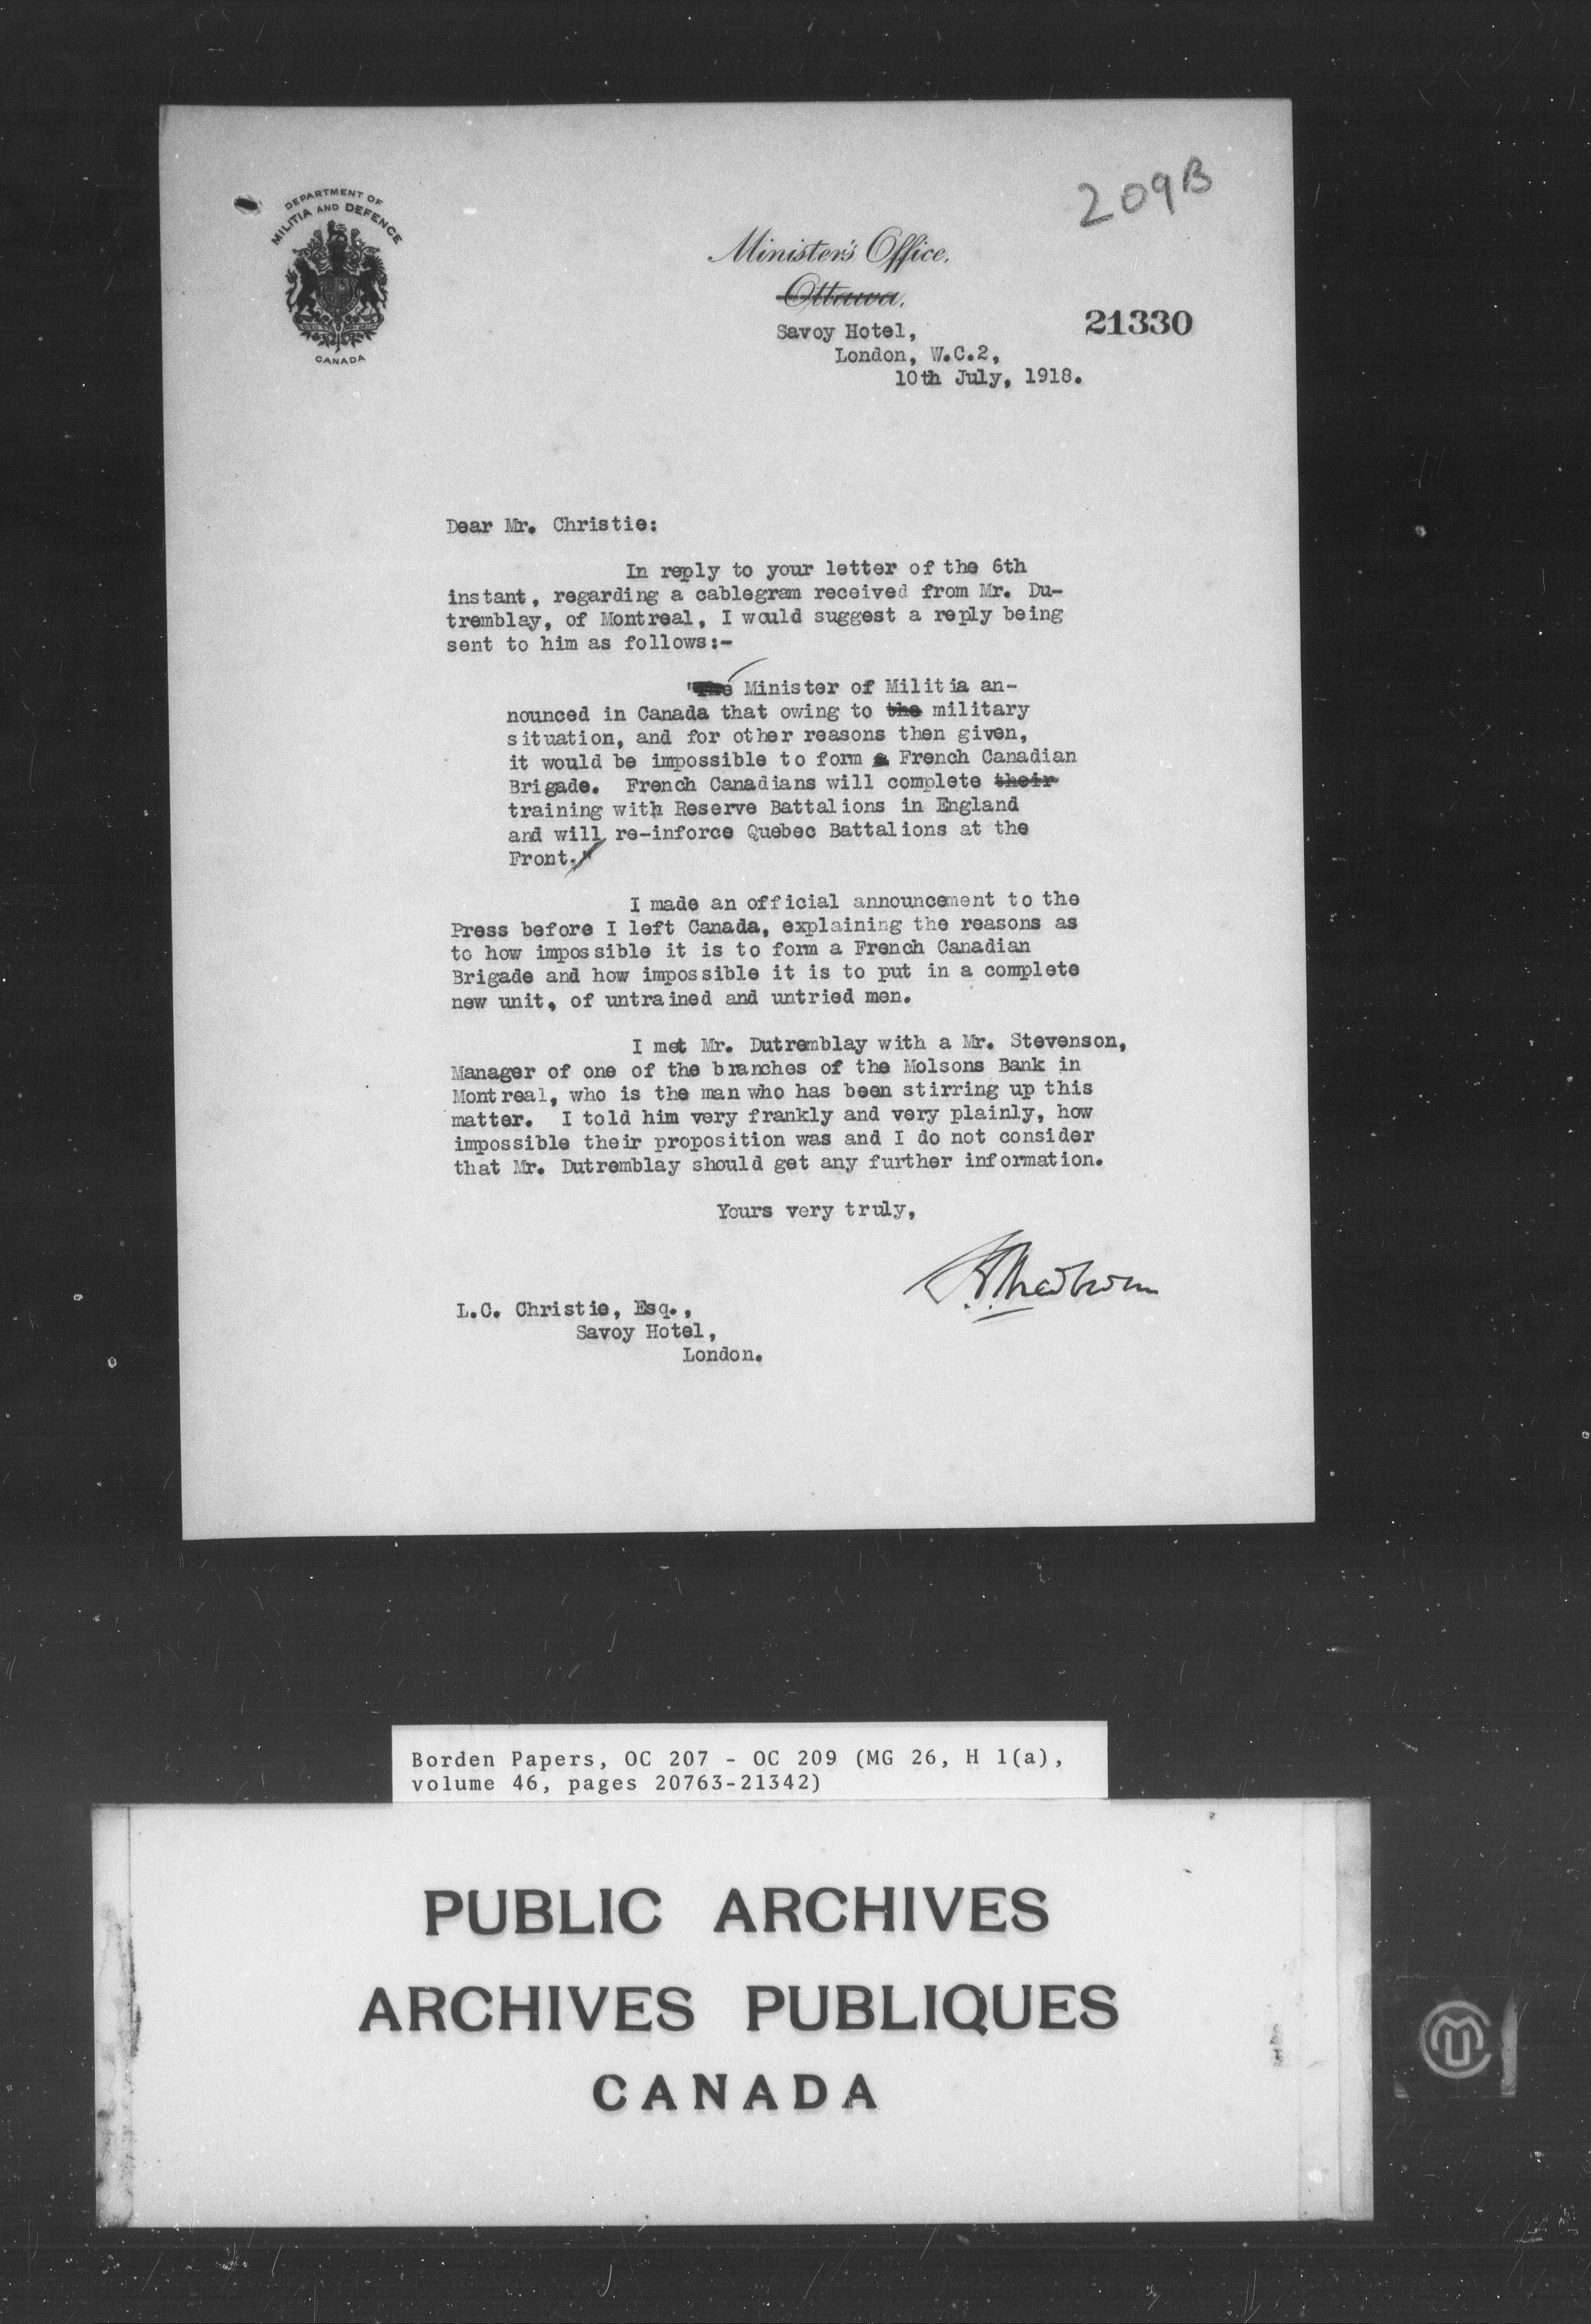 209B
DEPARTMENT OF
MILITIA AND DEFENCE
CANADA
Minister's Office.
Ottawa.
21330
Savoy Hotel,
London, W.C.2,
10th July, 1918.
Dear Mr. Christie:
In reply to your letter of the 6th
instant, regarding a cablegram received from Mr. Du-
tremblay, of Montreal, I would suggest a reply being
sent to him as follows:-
"The Minister of Militia an-
nounced in Canada that owing to the military
situation, and for other reasons then given,
it would be impossible to form a French Canadian
Brigade. French Canadians will complete their
training with Reserve Battalions in England
and will re-inforce Quebec Battalions at the
Front."
I made an official announcement to the
Press before I left Canada, explaining the reasons as
to how impossible it is to form a French Canadian
Brigade and how impossible it is to put in a complete
new unit, of untrained and untried men.
I met Mr. Dutremblay with a Mr. Stevenson,
Manager of one of the branches of the Molsons Bank in
Montreal, who is the man who has been stirring up this
matter. I told him very frankly and very plainly, how
impossible their proposition was and I do not consider
that Mr. Dutremblay should get any further information.
Yours very truly,
L.C. Christie, Esq.,
Savoy Hotel,
London.
Borden Papers, OC 207 - OC 209 (MG 26, H 1(a),
volume 46, pages 20763-21342)
PUBLIC ARCHIVES
ARCHIVES PUBLIQUES
CANADA